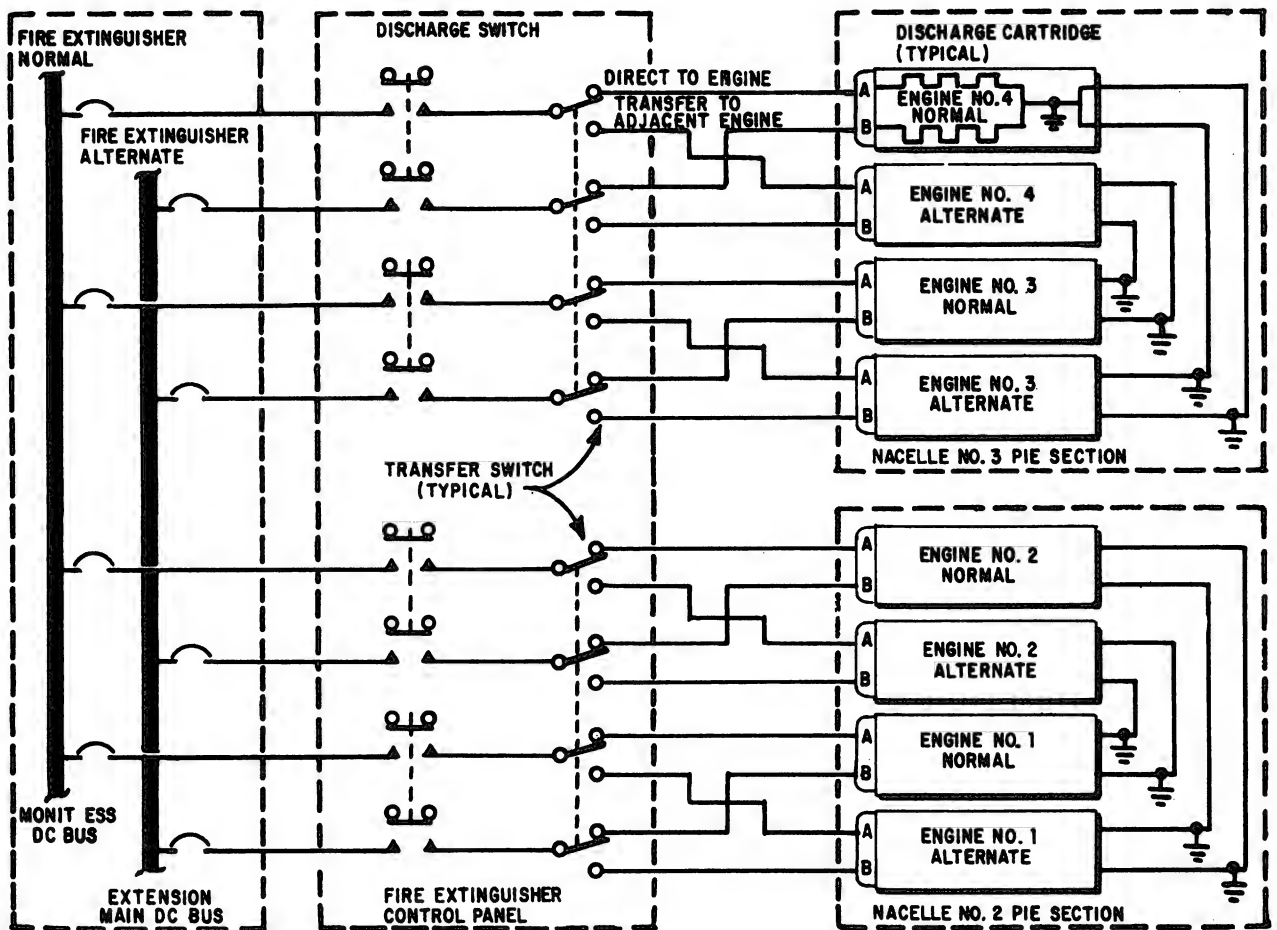 FIRE EXTINGUISHER
NORMAL
FIRE EXTINGUISHER
ALTERNATE
MONIT ESS
DC BUS
EXTENSION
MAIN DC BUS
DISCHARGE SWITCH
DIRECT TO ENGINE
TRANSFER TO
ADJACENT ENGINE
TRANSFER SWITCH
(TYPICAL)
FIRE EXTINGUISHER
CONTROL PANEL
DISCHARGE CARTRIDGE
(TYPICAL)
A
ENGINE NO. 4
NORMAL
B
A
ENGINE NO. 4
ALTERNATE
B
A
ENGINE NO. 3
NORMAL
B
A
ENGINE NO. 3
ALTERNATE
B
NACELLE NO. 3 PIE SECTION
A
ENGINE NO. 2
NORMAL
B
A
ENGINE NO. 2
ALTERNATE
B
A
ENGINE NO. 1
NORMAL
B
A
ENGINE NO. 1
ALTERNATE
B
NACELLE NO. 2 PIE SECTION